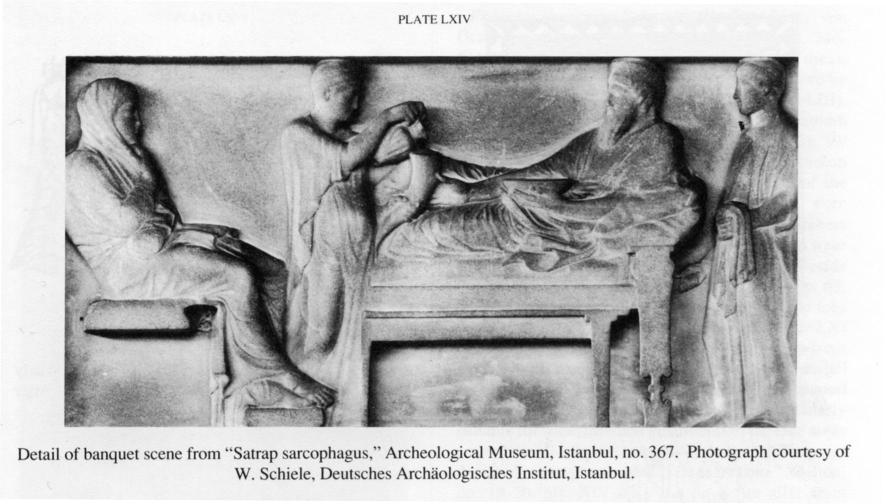 PLATE LXIV
Detail of banquet scene from “Satrap sarcophagus,” Archeological Museum, Istanbul, no. 367. Photograph courtesy of
W. Schiele, Deutsches Archäologisches Institut, Istanbul.